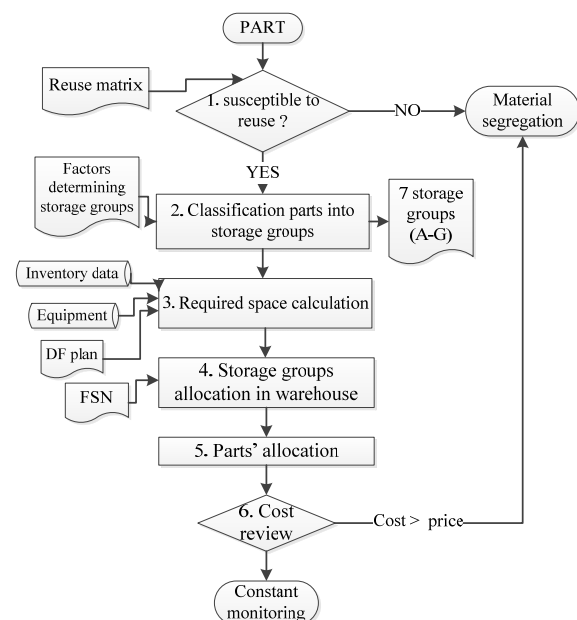 PART
Reuse matrix
1. susceptible to
reuse ?
NO
Material
segregation
YES
Factors
determining
storage groups
2. Classification parts into
storage groups
7 storage
groups
(A-G)
Inventory data
Equipment
DF plan
3. Required space calculation
FSN
4. Storage groups
allocation in warehouse
5. Parts’ allocation
6. Cost
review
Cost > price
Constant
monitoring